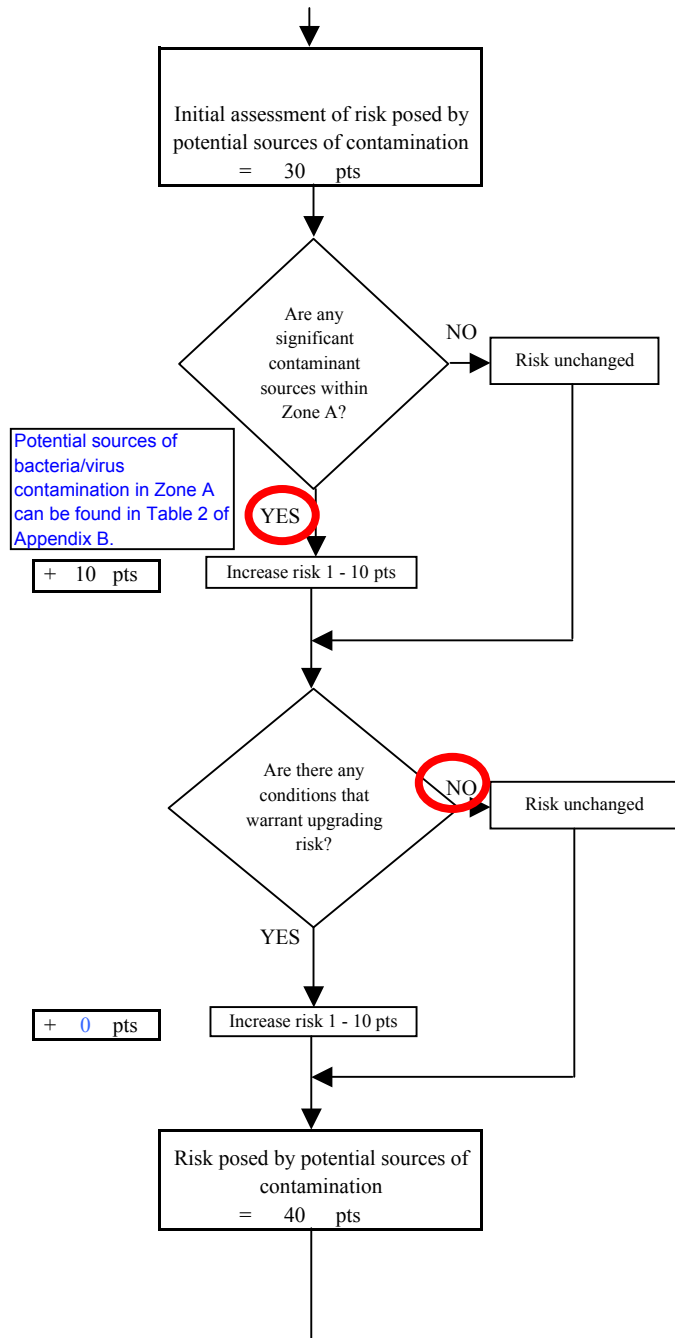 Initial assessment of risk posed by
potential sources of contamination
= 30 pts
Are any
significant
contaminant
sources within
Zone A?
NO
Risk unchanged
Potential sources of
bacteria/virus
contamination in Zone A
can be found in Table 2 of
Appendix B.
YES
+ 10 pts
Increase risk 1 - 10 pts
Are there any
conditions that
warrant upgrading
risk?
NO
Risk unchanged
YES
+ 0 pts
Increase risk 1 - 10 pts
Risk posed by potential sources of
contamination
= 40 pts